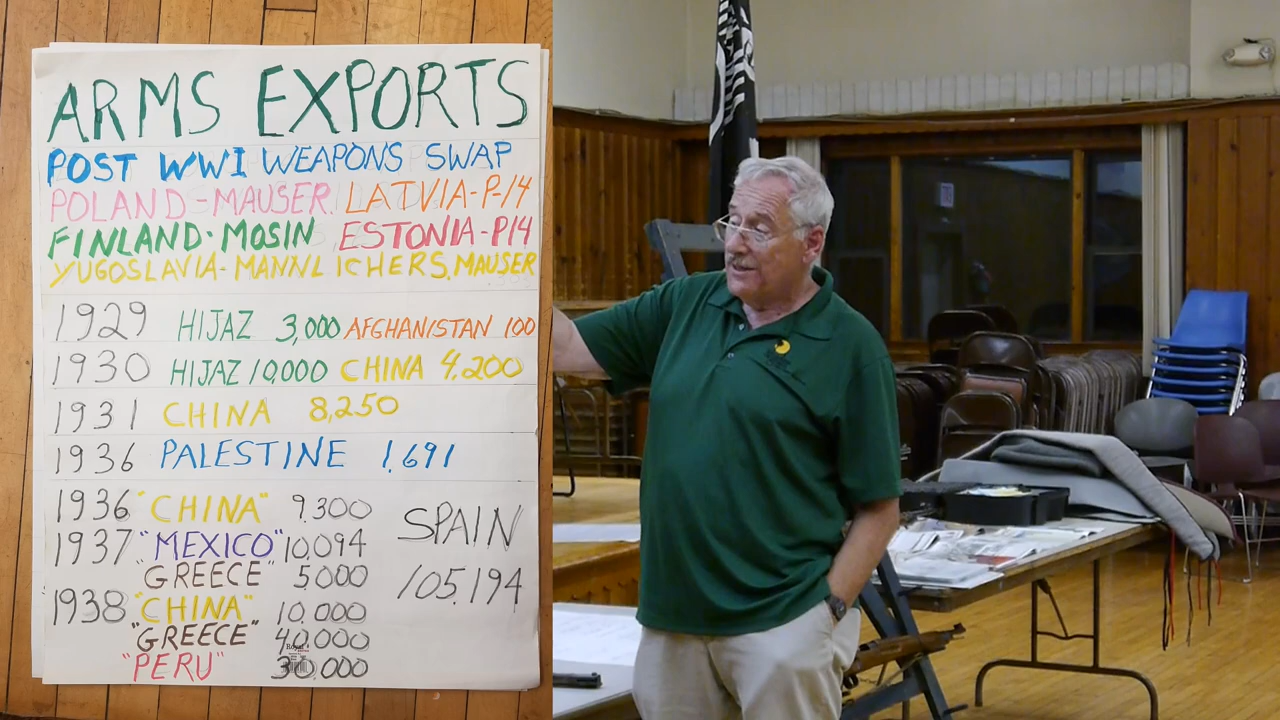 ARMS EXPORTS
POST WWI WEAPONS SWAP
POLAND-MAUSER. LATVIA-P-14
FINLAND·MOSIN ESTONIA-P14
YUGOSLAVIA-MANNLICHERS, MAUSER
1929 HIJAZ 3,000 AFGHANISTAN 100
1930 HIJAZ 10,000 CHINA 4.200
1931 CHINA 8,250
1936 PALESTINE 1,691
1936 "CHINA" 9.300
1937 "MEXICO" 10,094
"GREECE" 5000
1938 "CHINA" 10.000
"GREECE" 40,000
"PERU" 30,000
SPAIN
105,194